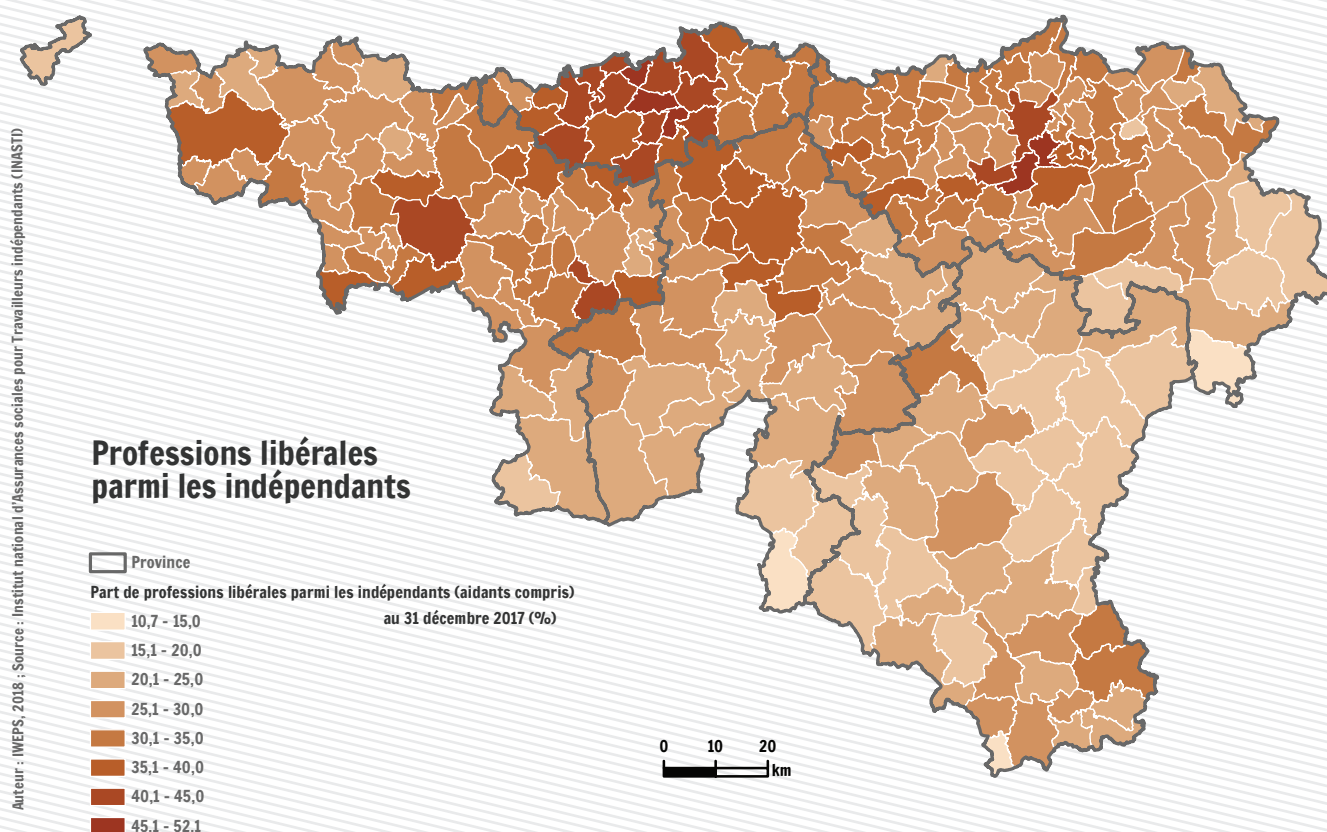 Professions libérales
parmi les indépendants
Province
Part de professions libérales parmi les indépendants (aidants compris)
au 31 décembre 2017 (%)
10,7 - 15,0
15,1 - 20,0
20,1 - 25,0
25,1 - 30,0
30,1 - 35,0
35,1 - 40,0
40,1 - 45,0
45,1 - 52,1
0 10 20
km
Auteur : IWEPS, 2018 ; Source : Institut national d'Assurances sociales pour Travailleurs indépendants (INASTI)